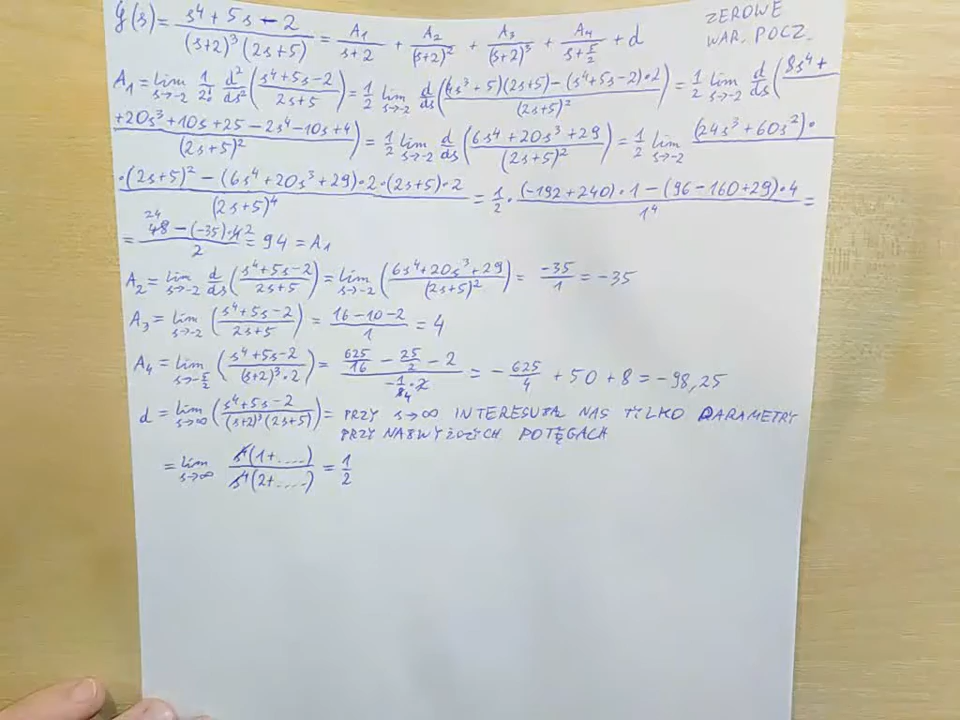 G(s) = (s⁴+5s-2)/((s+2)³(2s+5)) = A₁/(s+2) + A₂/(s+2)² + A₃/(s+2)³ + A₄/(s+5/2) + d
ZEROWE
WAR. POCZ.
A₁ = lim s→-2 1/2! d²/ds² ((s⁴+5s-2)/(2s+5)) = 1/2 lim s→-2 d/ds (((4s³+5)(2s+5)-(s⁴+5s-2)·2)/(2s+5)²) = 1/2 lim s→-2 d/ds (8s⁴+
+20s³+10s+25-2s⁴-10s+4)/(2s+5)²) = 1/2 lim s→-2 d/ds ((6s⁴+20s³+29)/(2s+5)²) = 1/2 lim s→-2 (24s³+60s²)·
·(2s+5)²-(6s⁴+20s³+29)·2·(2s+5)·2/(2s+5)⁴ = 1/2 · ((-192+240)·1-(96-160+29)·4)/1⁴ =
= (48 24 -(-35)·4 2)/2 = 94 = A₁
A₂ = lim s→-2 d/ds ((s⁴+5s-2)/(2s+5)) = lim s→-2 ((6s⁴+20s³+29)/(2s+5)²) = -35/1 = -35
A₃ = lim s→-2 ((s⁴+5s-2)/(2s+5)) = (16-10-2)/1 = 4
A₄ = lim s→-5/2 ((s⁴+5s-2)/((s+2)³·2)) = (625/16 - 25/2 - 2)/(-1/8 4 · 2) = -625/4 + 50 + 8 = -98,25
d = lim s→∞ ((s⁴+5s-2)/((s+2)³(2s+5))) = PRZY s→∞ INTERESUJĄ NAS TYLKO PARAMETRY
PRZY NAJWYŻSZYCH POTĘGACH
= lim s→∞ s⁴(1+....)/s⁴(2+....) = 1/2